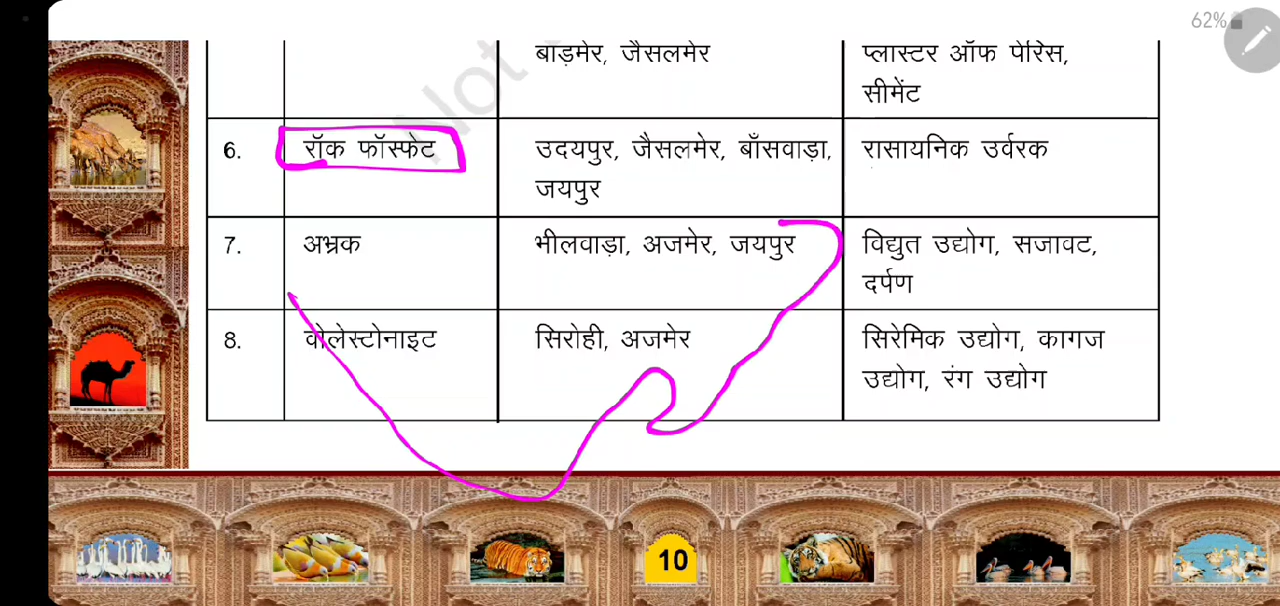 62%
बाड़मेर, जैसलमेर
प्लास्टर ऑफ पेरिस,
सीमेंट
6. रॉक फॉस्फेट उदयपुर, जैसलमेर, बाँसवाड़ा, रासायनिक उर्वरक
जयपुर
7. अभ्रक भीलवाड़ा, अजमेर, जयपुर विद्युत उद्योग, सजावट,
दर्पण
8. वोलेस्टोनाइट सिरोही, अजमेर सिरेमिक उद्योग, कागज
उद्योग, रंग उद्योग
Not
10